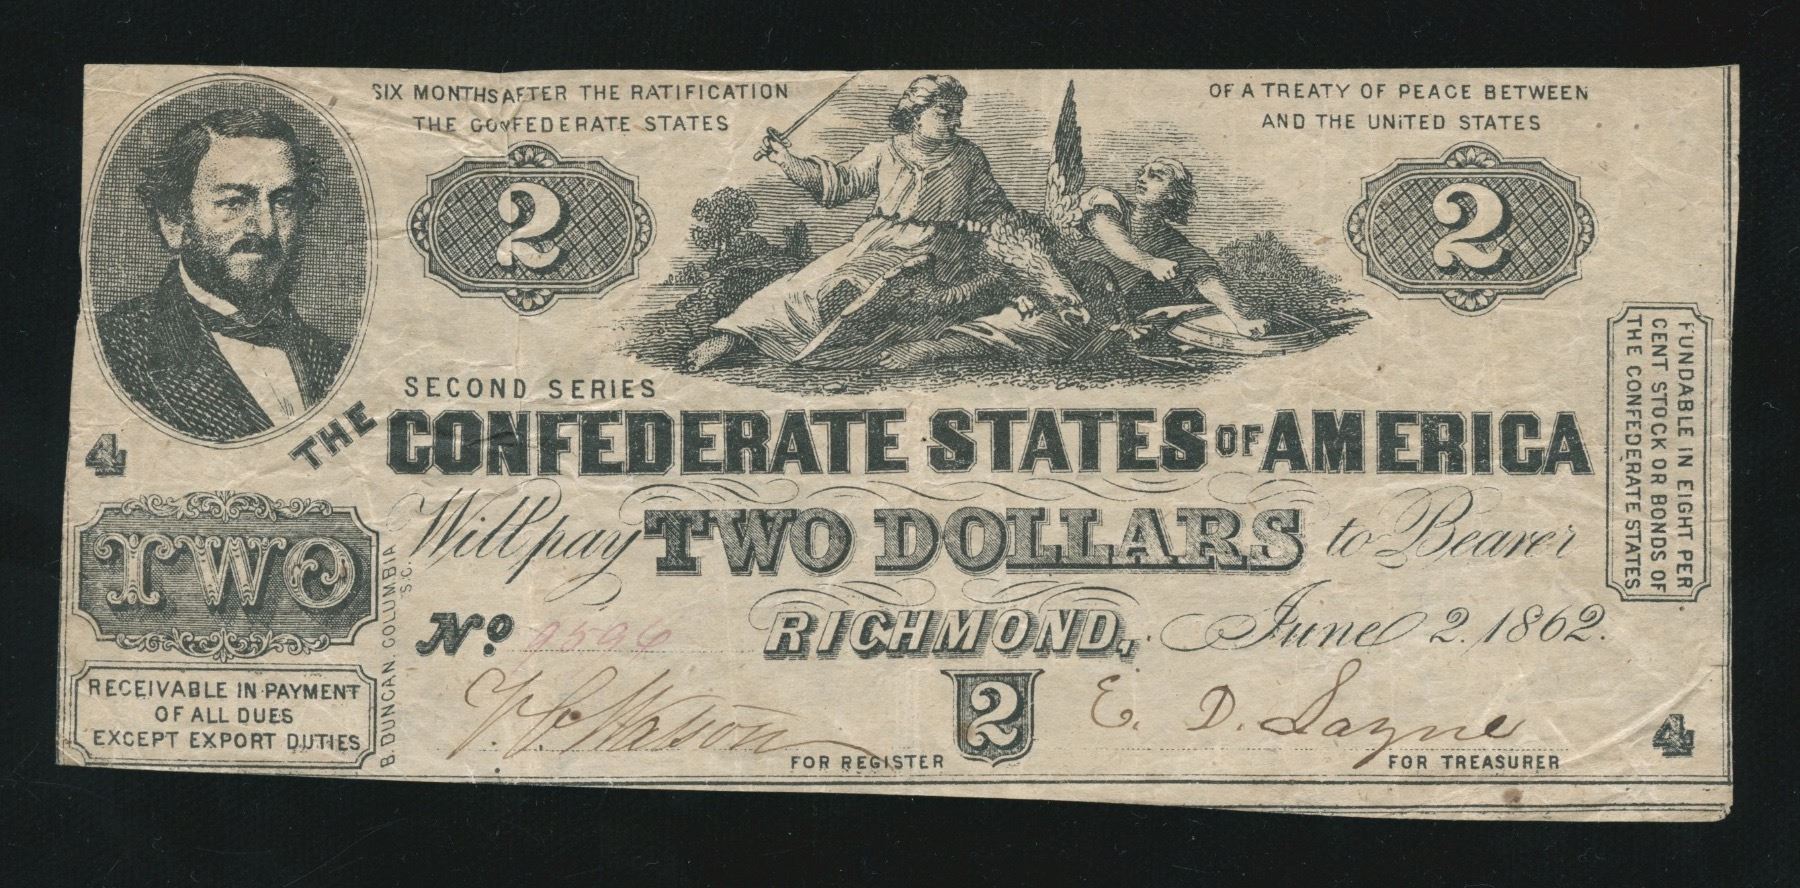 SIX MONTHS AFTER THE RATIFICATION
THE CONFEDERATE STATES
OF A TREATY OF PEACE BETWEEN
AND THE UNITED STATES
2
2
SECOND SERIES
THE CONFEDERATE STATES OF AMERICA
4
Will pay TWO DOLLARS to Bearer
TWO
No.
RICHMOND, June 2. 1862.
RECEIVABLE IN PAYMENT
OF ALL DUES
EXCEPT EXPORT DUTIES
B. DUNCAN. COLUMBIA
S.C.
Watson
FOR REGISTER
2
E. D. Sayne
FOR TREASURER
4
FUNDABLE IN EIGHT PER
CENT STOCK OR BONDS OF
THE CONFEDERATE STATES